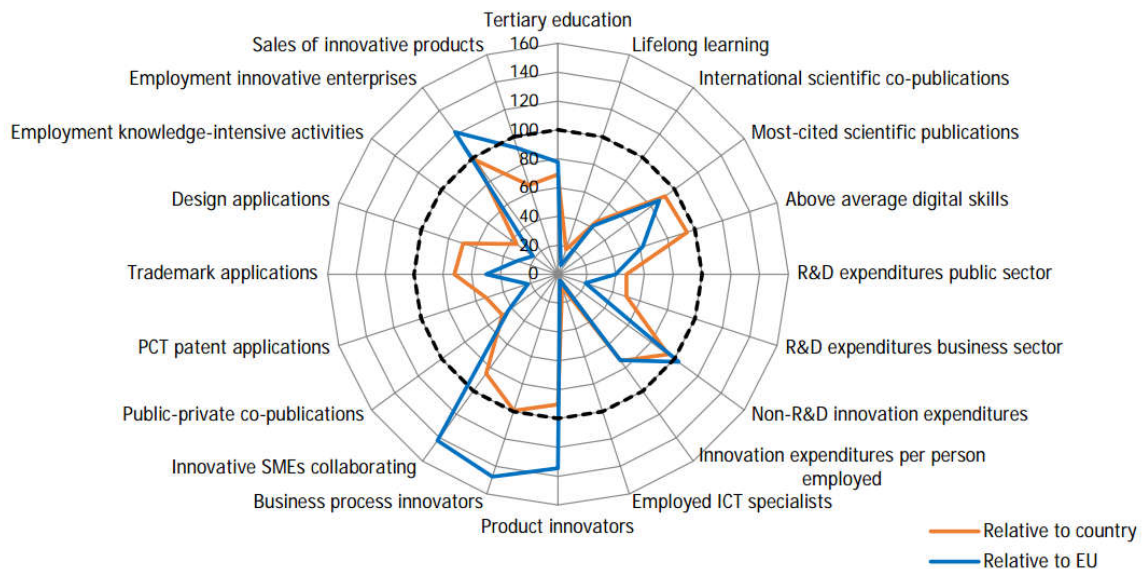 Tertiary education
160
Sales of innovative products
Lifelong learning
140
Employment innovative enterprises
International scientific co-publications
120
Employment knowledge-intensive activities
100
Most-cited scientific publications
80
Design applications
60
Above average digital skills
40
20
Trademark applications
0
R&D expenditures public sector
PCT patent applications
R&D expenditures business sector
Public-private co-publications
Non-R&D innovation expenditures
Innovative SMEs collaborating
Innovation expenditures per person
employed
Business process innovators
Employed ICT specialists
Product innovators
Relative to country
Relative to EU